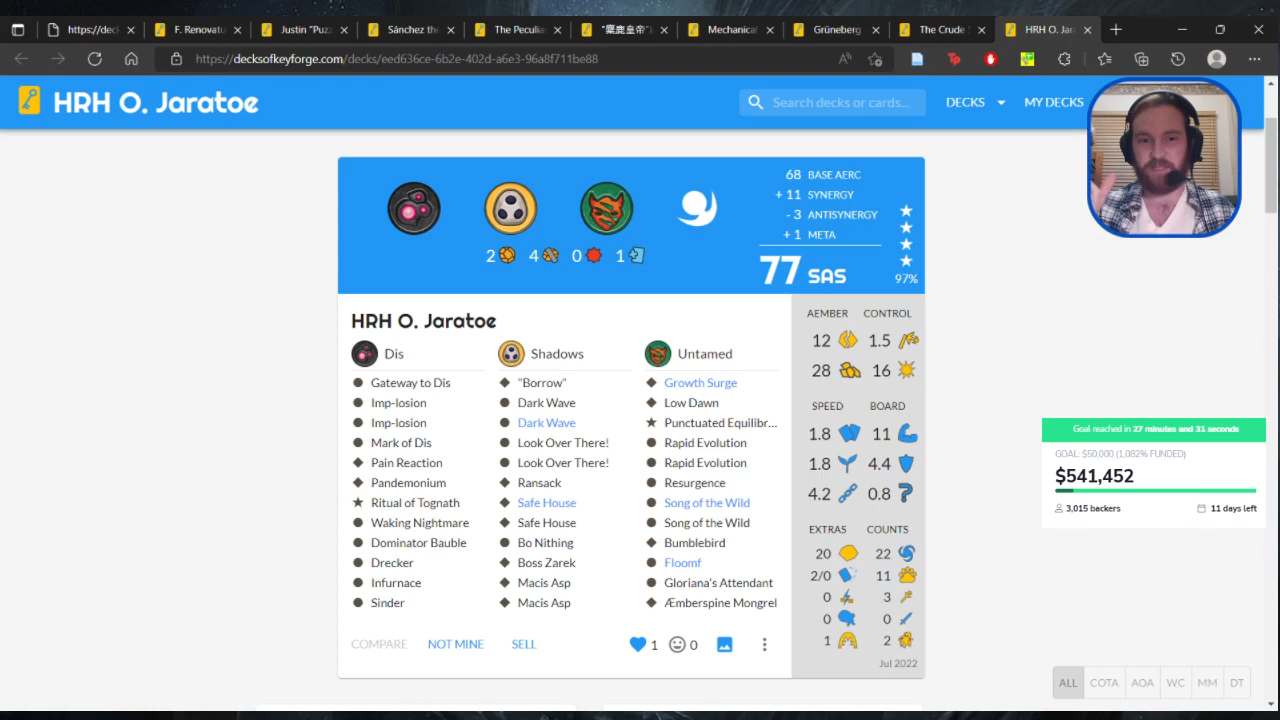 https://decl
F. Renovatu
Justin "Puzz
Sánchez the
The Peculia
"麋鹿皇帝"
Mechanical
Grüneberg
The Crude
HRH O. Jara
https://decksofkeyforge.com/decks/eed636ce-6b2e-402d-a6e3-96a8f711be88
HRH O. Jaratoe
Search decks or cards...
DECKS
MY DECKS
68 BASE AERC
+ 11 SYNERGY
- 3 ANTISYNERGY
+ 1 META
77 SAS
97%
2 4 0 1
HRH O. Jaratoe
Dis
Gateway to Dis
Imp-losion
Imp-losion
Mark of Dis
Pain Reaction
Pandemonium
Ritual of Tognath
Waking Nightmare
Dominator Bauble
Drecker
Infurnace
Sinder
Shadows
"Borrow"
Dark Wave
Dark Wave
Look Over There!
Look Over There!
Ransack
Safe House
Safe House
Bo Nithing
Boss Zarek
Macis Asp
Macis Asp
Untamed
Growth Surge
Low Dawn
Punctuated Equilibr...
Rapid Evolution
Rapid Evolution
Resurgence
Song of the Wild
Song of the Wild
Bumblebird
Floomf
Gloriana's Attendant
Æmberspine Mongrel
COMPARE
NOT MINE
SELL
1
0
AEMBER CONTROL
12 1.5
28 16
SPEED BOARD
1.8 11
1.8 4.4
4.2 0.8
EXTRAS COUNTS
20 22
2/0 11
0 3
0 0
1 2
Jul 2022
Goal reached in 27 minutes and 31 seconds
GOAL: $50,000 (1,082% FUNDED)
$541,452
3,015 backers
11 days left
ALL COTA AOA WC MM DT